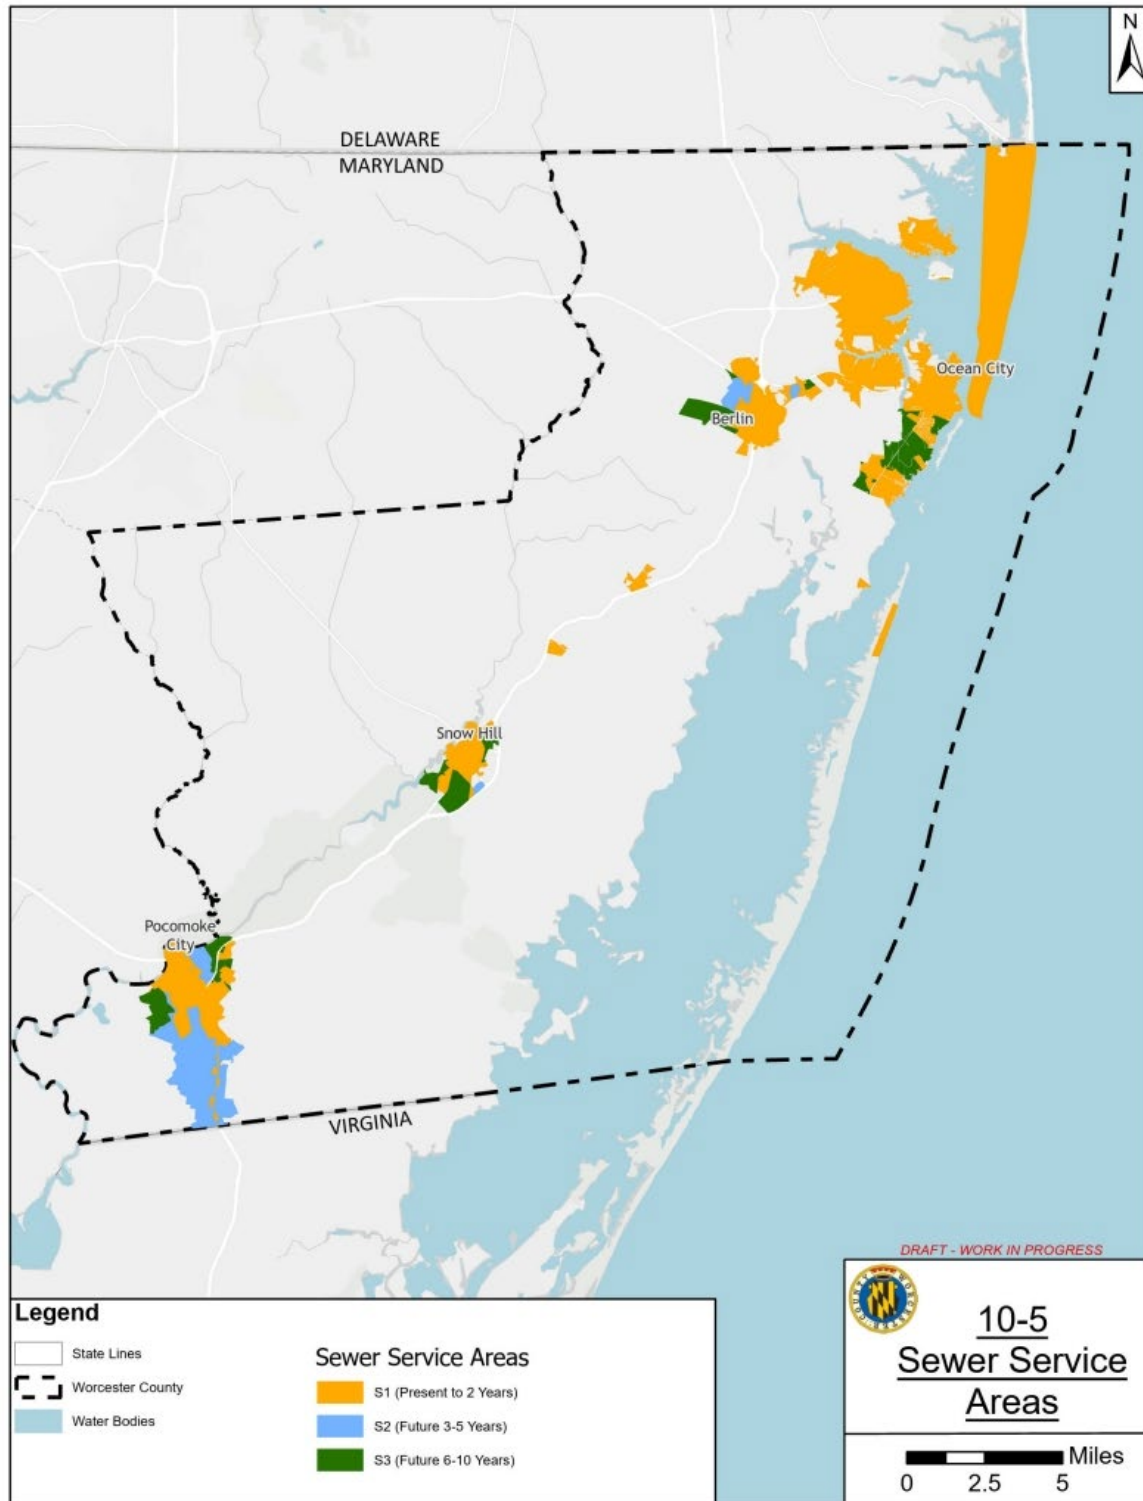 N
DELAWARE
MARYLAND
Ocean City
Berlin
Snow Hill
Pocomoke
City
VIRGINIA
DRAFT - WORK IN PROGRESS
Legend
State Lines
Worcester County
Water Bodies
Sewer Service Areas
S1 (Present to 2 Years)
S2 (Future 3-5 Years)
S3 (Future 6-10 Years)
WORCESTER COUNTY
10-5
Sewer Service
Areas
Miles
0 2.5 5